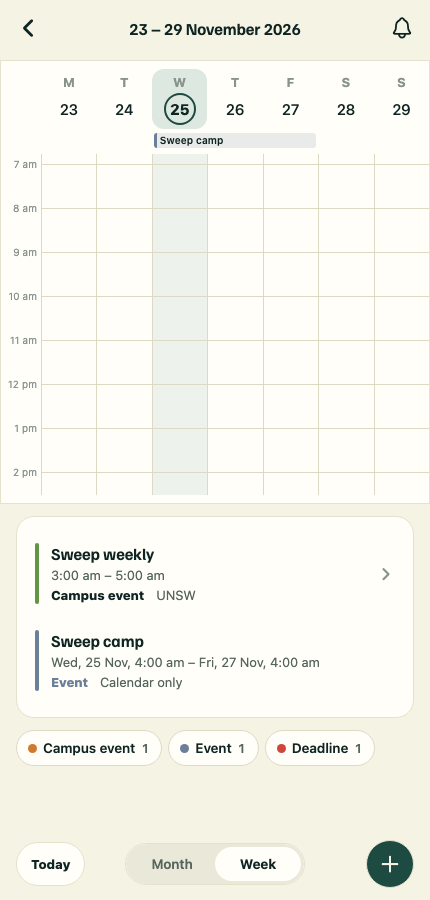 23 – 29 November 2026
M T W T F S S
23 24 25 26 27 28 29
Sweep camp
7 am
8 am
9 am
10 am
11 am
12 pm
1 pm
2 pm
Sweep weekly
3:00 am – 5:00 am
Campus event UNSW
Sweep camp
Wed, 25 Nov, 4:00 am – Fri, 27 Nov, 4:00 am
Event Calendar only
Campus event 1 Event 1 Deadline 1
Today Month Week